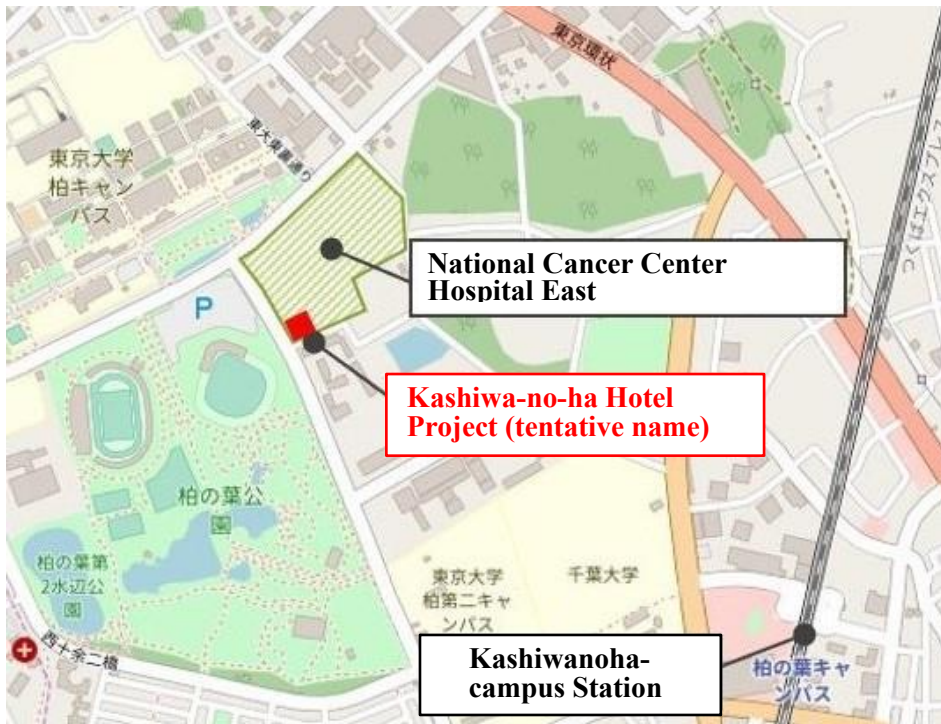 東京環状
東大東裏通り
東京大学
柏キャン
パス
つくばエクスプレス
National Cancer Center
Hospital East
P
Kashiwa-no-ha Hotel
Project (tentative name)
柏の葉公
園
柏の葉第
2水辺公
園
東京大学
柏第二キャ
ンパス
千葉大学
西十余二橋
Kashiwanoha-
campus Station
柏の葉キャ
ンパス